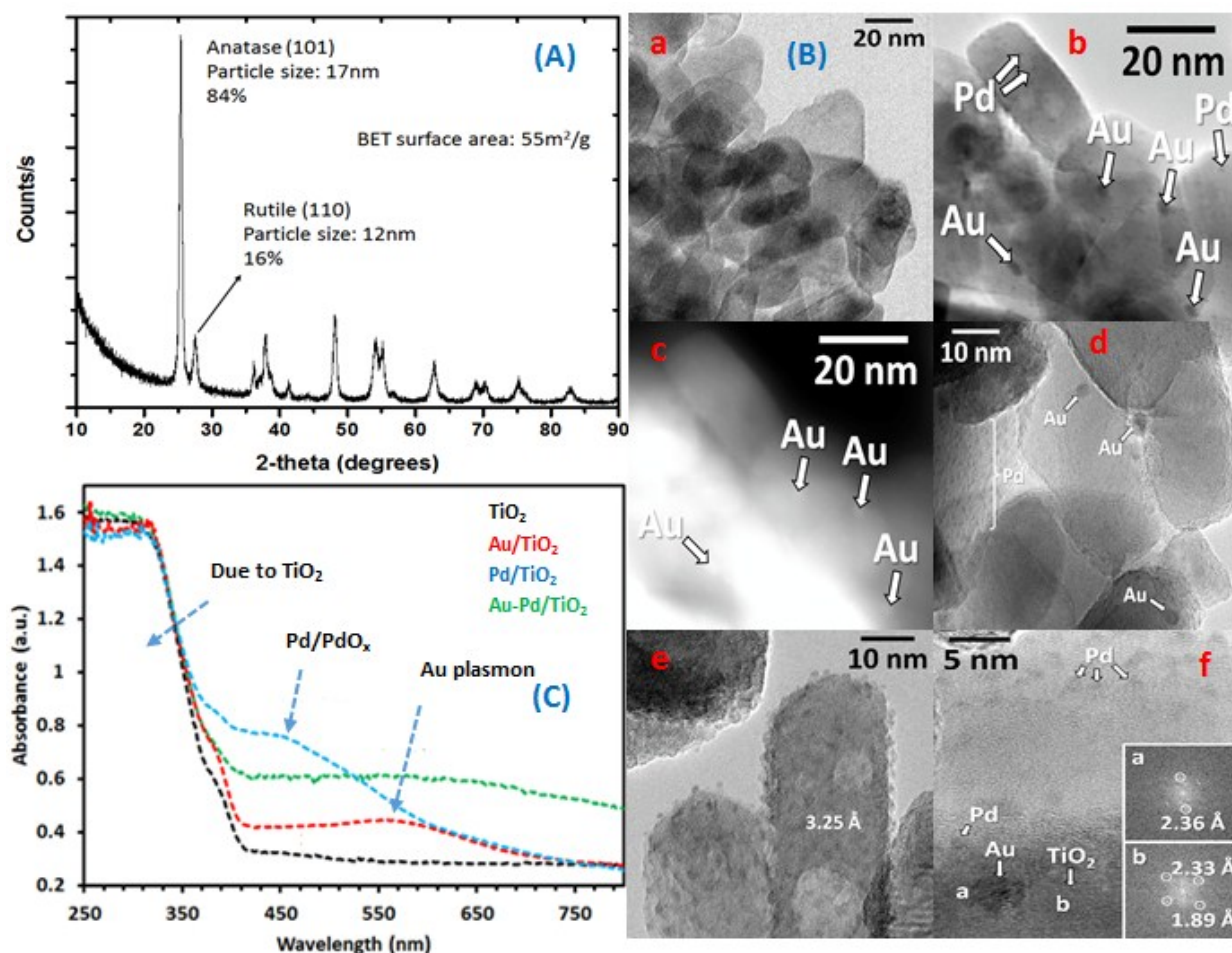 Anatase (101)
Particle size: 17nm
84%
(A)
BET surface area: 55m²/g
Rutile (110)
Particle size: 12nm
16%
Counts/s
10 20 30 40 50 60 70 80 90
2-theta (degrees)
a
(B)
20 nm
b
20 nm
Pd
Pd
Au
Au
Au
Au
c
20 nm
Au
Au
Au
Au
10 nm
d
Au
Au
Pd
Au
1.6
1.4
1.2
1
0.8
0.6
0.4
0.2
Absorbance (a.u.)
TiO₂
Au/TiO₂
Pd/TiO₂
Au-Pd/TiO₂
Due to TiO₂
Pd/PdOₓ
Au plasmon
(C)
250 350 450 550 650 750
Wavelength (nm)
e
10 nm
3.25 Å
5 nm
f
Pd
Pd
Au
TiO₂
a
b
a
2.36 Å
b
2.33 Å
1.89 Å